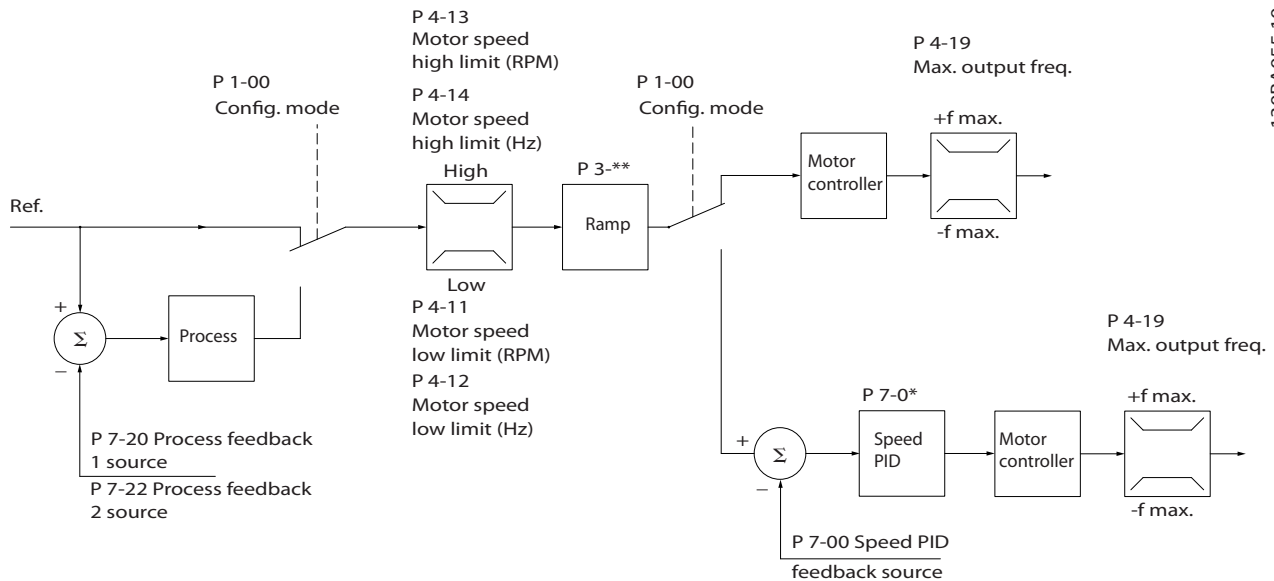 P 4-13
Motor speed
high limit (RPM)
P 4-14
Motor speed
high limit (Hz)
High
P 1-00
Config. mode
P 3-**
Ramp
P 1-00
Config. mode
P 4-19
Max. output freq.
+f max.
-f max.
Motor
controller
Ref.
+
Σ
−
Process
Low
P 4-11
Motor speed
low limit (RPM)
P 4-12
Motor speed
low limit (Hz)
P 7-20 Process feedback
1 source
P 7-22 Process feedback
2 source
P 7-0*
+
Σ
−
Speed
PID
Motor
controller
P 4-19
Max. output freq.
+f max.
-f max.
P 7-00 Speed PID
feedback source